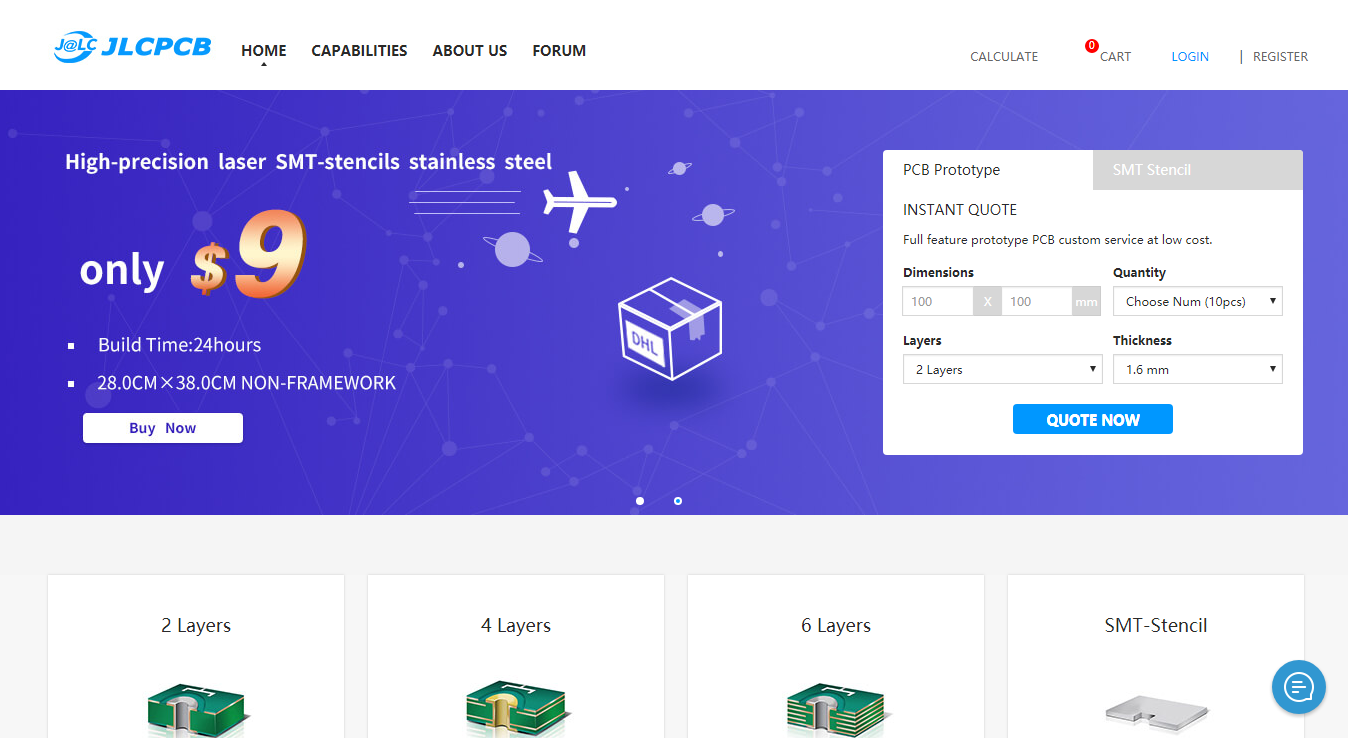 J@LC JLCPCB HOME CAPABILITIES ABOUT US FORUM
CALCULATE 0 CART LOGIN | REGISTER
High-precision laser SMT-stencils stainless steel
only $9
▪ Build Time:24hours
▪ 28.0CM×38.0CM NON-FRAMEWORK
Buy Now
DHL
PCB Prototype SMT Stencil
INSTANT QUOTE
Full feature prototype PCB custom service at low cost.
Dimensions Quantity
100 X 100 mm Choose Num (10pcs)
Layers Thickness
2 Layers 1.6 mm
QUOTE NOW
2 Layers 4 Layers 6 Layers SMT-Stencil